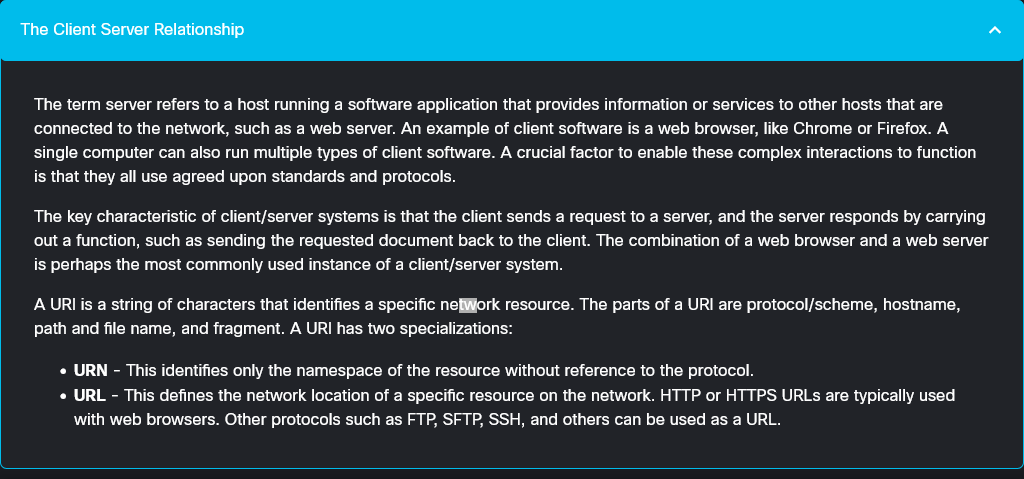 The Client Server Relationship
The term server refers to a host running a software application that provides information or services to other hosts that are
connected to the network, such as a web server. An example of client software is a web browser, like Chrome or Firefox. A
single computer can also run multiple types of client software. A crucial factor to enable these complex interactions to function
is that they all use agreed upon standards and protocols.
The key characteristic of client/server systems is that the client sends a request to a server, and the server responds by carrying
out a function, such as sending the requested document back to the client. The combination of a web browser and a web server
is perhaps the most commonly used instance of a client/server system.
A URI is a string of characters that identifies a specific network resource. The parts of a URI are protocol/scheme, hostname,
path and file name, and fragment. A URI has two specializations:
• URN - This identifies only the namespace of the resource without reference to the protocol.
• URL - This defines the network location of a specific resource on the network. HTTP or HTTPS URLs are typically used
with web browsers. Other protocols such as FTP, SFTP, SSH, and others can be used as a URL.